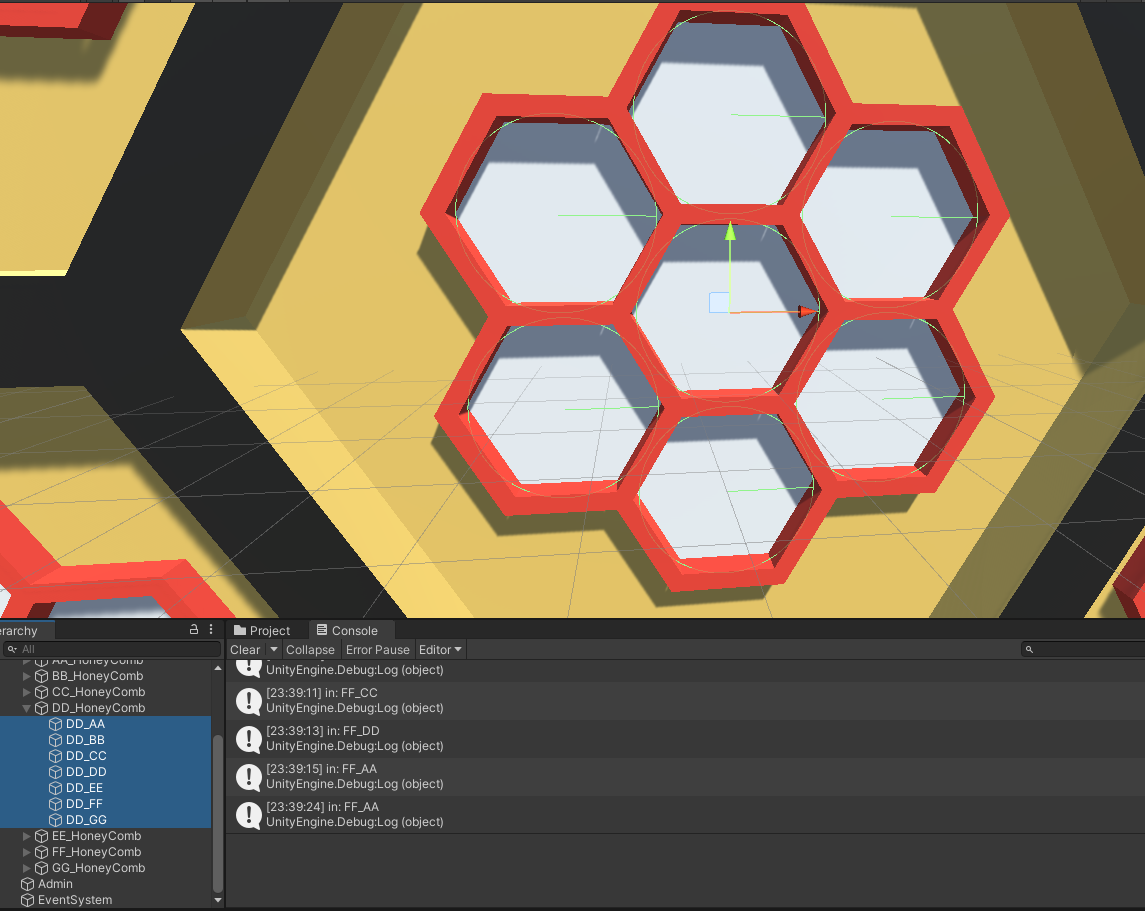 erarchy
Project
Console
All
Clear
Collapse
Error Pause
Editor
AA_HoneyComb
BB_HoneyComb
CC_HoneyComb
DD_HoneyComb
DD_AA
DD_BB
DD_CC
DD_DD
DD_EE
DD_FF
DD_GG
EE_HoneyComb
FF_HoneyComb
GG_HoneyComb
Admin
EventSystem
UnityEngine.Debug:Log (object)
[23:39:11] in: FF_CC
UnityEngine.Debug:Log (object)
[23:39:13] in: FF_DD
UnityEngine.Debug:Log (object)
[23:39:15] in: FF_AA
UnityEngine.Debug:Log (object)
[23:39:24] in: FF_AA
UnityEngine.Debug:Log (object)